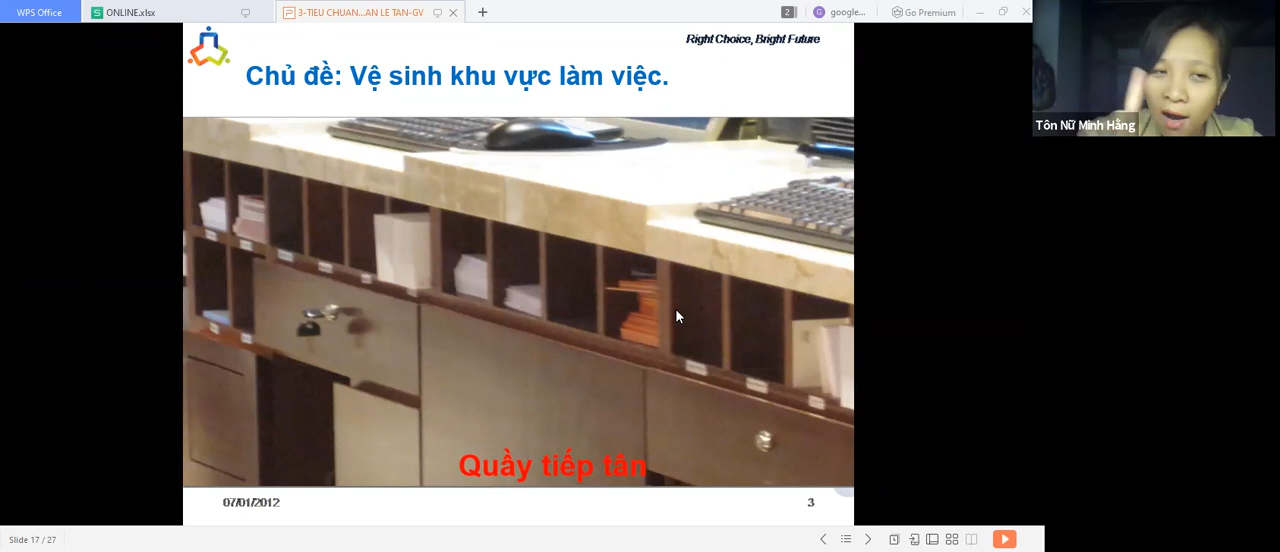 WPS Office
ONLINE.xlsx
3-TIEU CHUAN...AN LE TAN-GV
2
G
google...
Go Premium
Right Choice, Bright Future
Chủ đề: Vệ sinh khu vực làm việc.
Tôn Nữ Minh Hằng
Quầy tiếp tân
07/01/2012
3
Slide 17 / 27